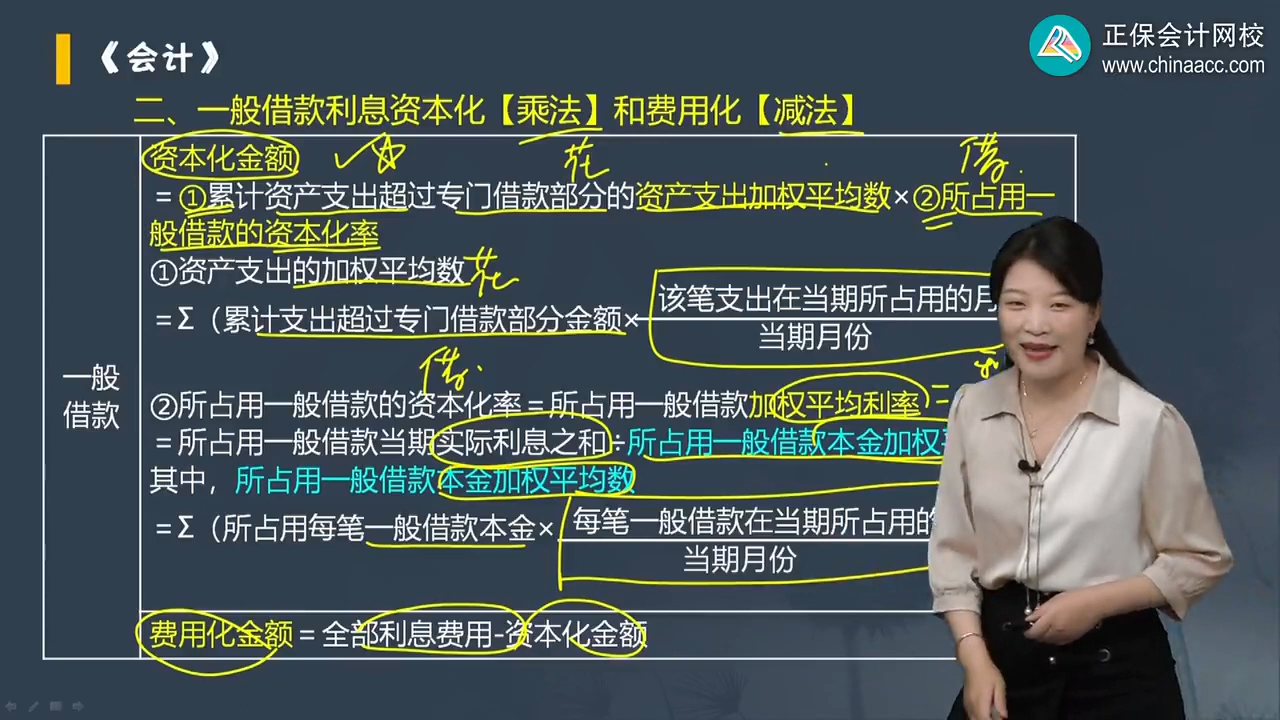 《会计》
正保会计网校
www.chinaacc.com
二、一般借款利息资本化【乘法】和费用化【减法】
资本化金额
花
借
=①累计资产支出超过专门借款部分的资产支出加权平均数×②所占用一
般借款的资本化率
①资产支出的加权平均数
花
=Σ（累计支出超过专门借款部分金额×
该笔支出在当期所占用的月
当期月份
一般
借款
借
②所占用一般借款的资本化率=所占用一般借款加权平均利率
=
=所占用一般借款当期实际利息之和÷所占用一般借款本金加权
其中，所占用一般借款本金加权平均数
=Σ（所占用每笔一般借款本金×
每笔一般借款在当期所占用的
当期月份
费用化金额=全部利息费用-资本化金额